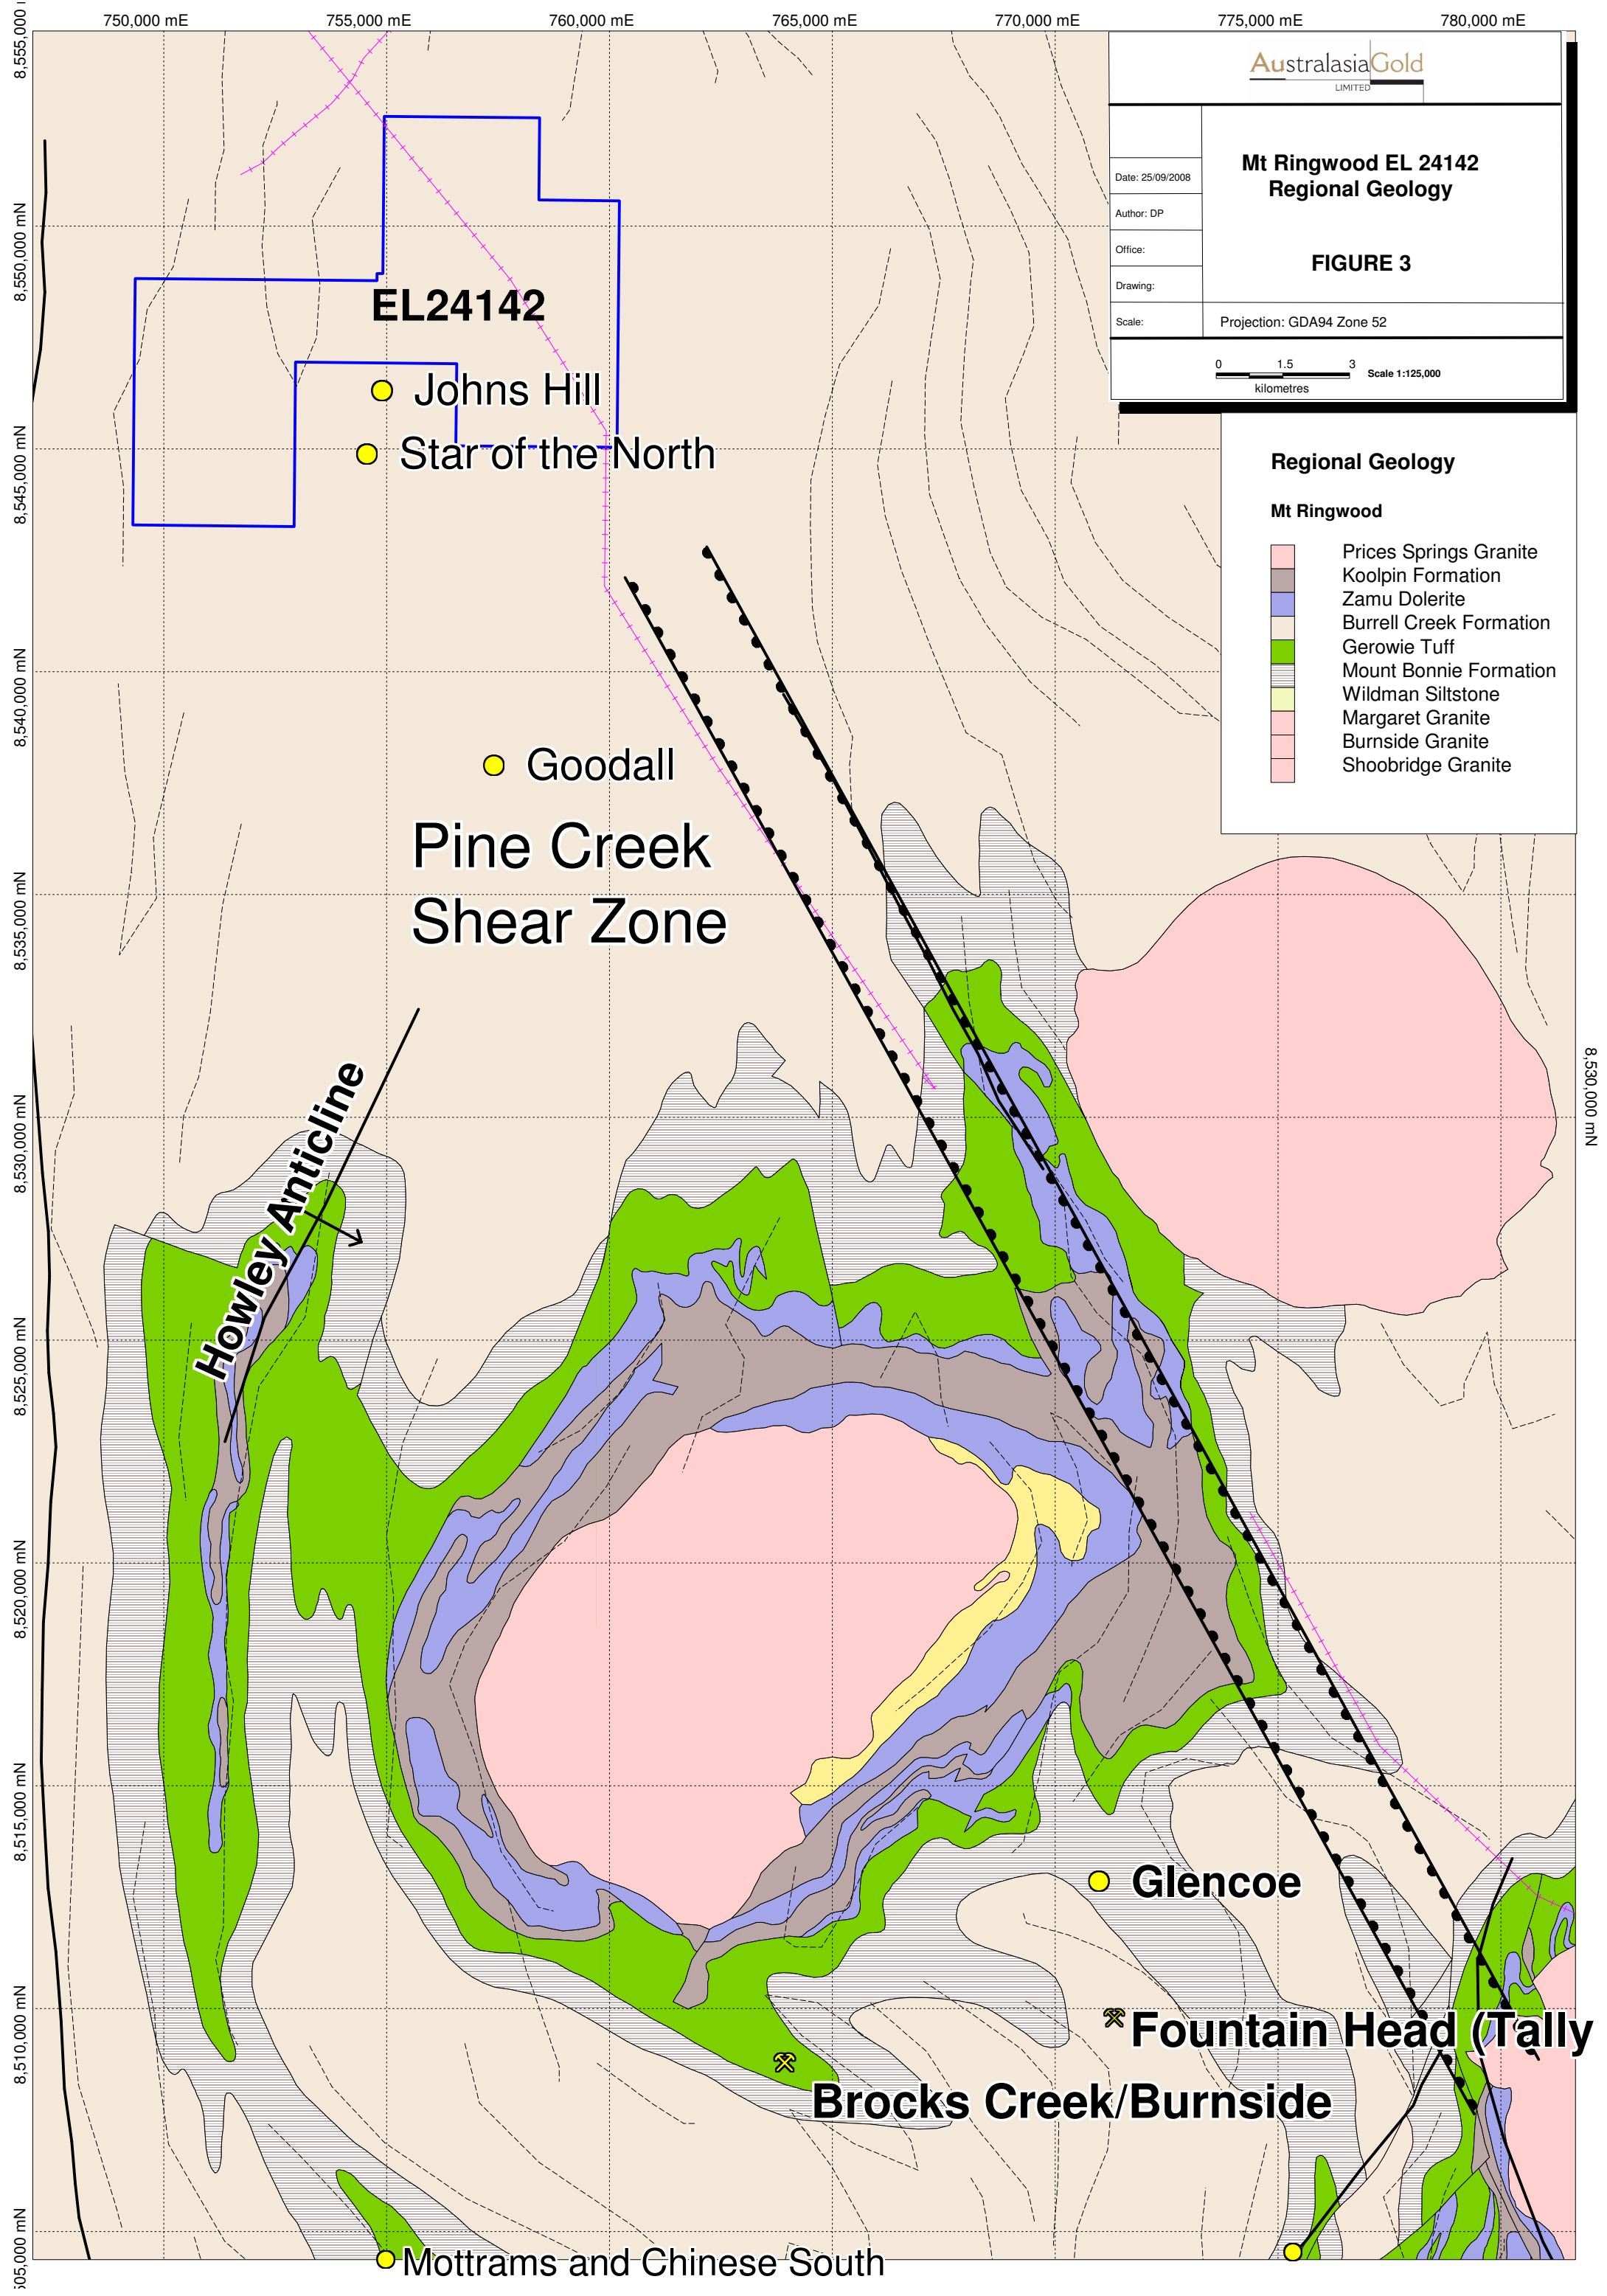 750,000 mE 755,000 mE 760,000 mE 765,000 mE 770,000 mE 775,000 mE 780,000 mE
8,555,000
AustralasiaGold
LIMITED
Mt Ringwood EL 24142
Regional Geology
FIGURE 3
Date: 25/09/2008
Author: DP
Office:
Drawing:
Scale:
Projection: GDA94 Zone 52
0 1.5 3
kilometres
Scale 1:125,000
Regional Geology
Mt Ringwood
Prices Springs Granite
Koolpin Formation
Zamu Dolerite
Burrell Creek Formation
Gerowie Tuff
Mount Bonnie Formation
Wildman Siltstone
Margaret Granite
Burnside Granite
Shoobridge Granite
8,550,000 mN
EL24142
Johns Hill
Star of the North
8,545,000 mN
8,540,000 mN
Goodall
Pine Creek
Shear Zone
8,535,000 mN
8,530,000 mN
8,530,000 mN
Howley Anticline
8,525,000 mN
8,520,000 mN
8,515,000 mN
Glencoe
8,510,000 mN
Fountain Head (Tally
Brocks Creek/Burnside
505,000 mN
Mottrams and Chinese South